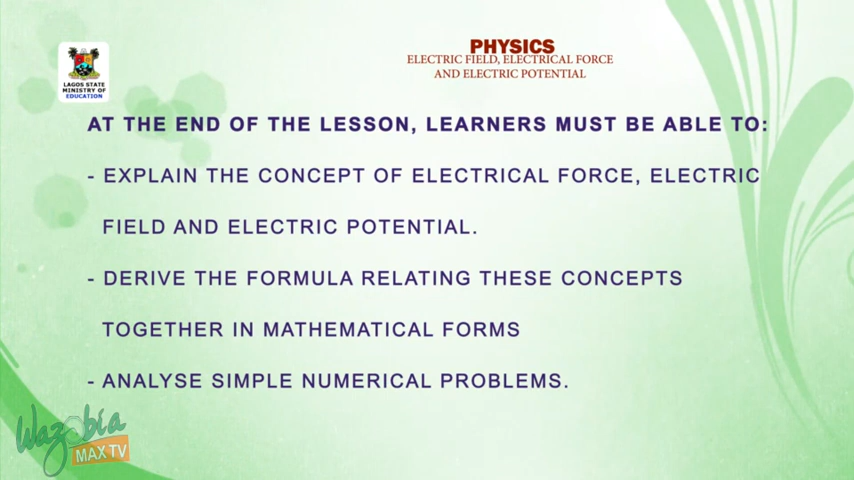 PHYSICS
ELECTRIC FIELD, ELECTRICAL FORCE
AND ELECTRIC POTENTIAL
LAGOS STATE
MINISTRY OF
EDUCATION
AT THE END OF THE LESSON, LEARNERS MUST BE ABLE TO:
- EXPLAIN THE CONCEPT OF ELECTRICAL FORCE, ELECTRIC
FIELD AND ELECTRIC POTENTIAL.
- DERIVE THE FORMULA RELATING THESE CONCEPTS
TOGETHER IN MATHEMATICAL FORMS
- ANALYSE SIMPLE NUMERICAL PROBLEMS.
Wazobia
MAX TV